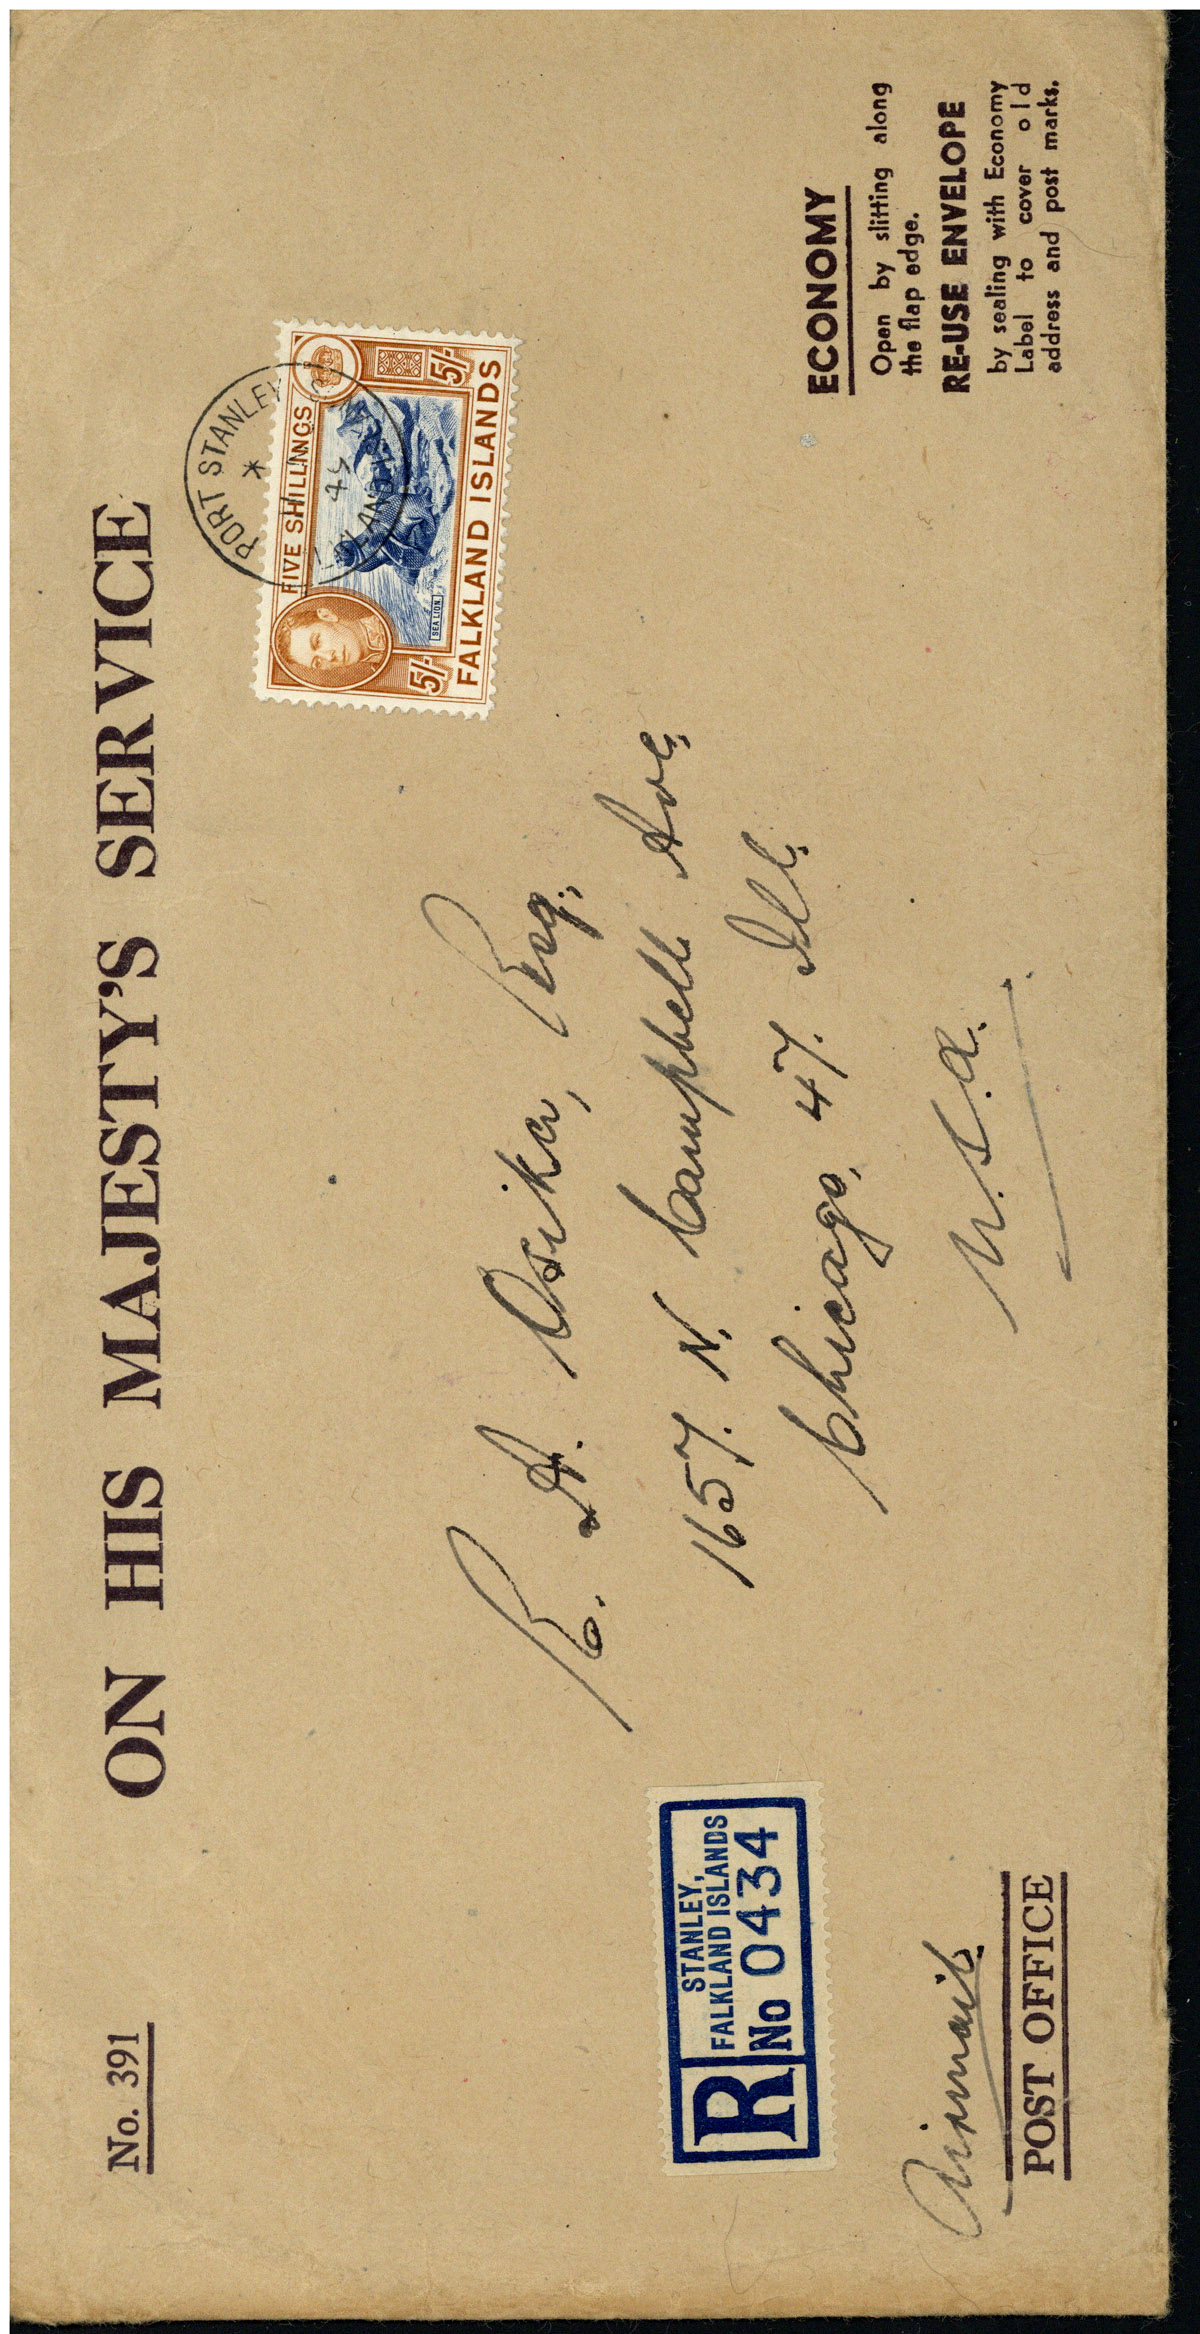 No. 391
ON HIS MAJESTY'S SERVICE
PORT STANLEY
FIVE SHILLINGS
5/-
5/-
SEA LION
FALKLAND ISLANDS
R. H. Osika, Esq.,
1657. N. Campbell Ave.
Chicago, 47. Ill.
U.S.A.
R
STANLEY,
FALKLAND ISLANDS
No 0434
Airmail.
POST OFFICE
ECONOMY
Open by slitting along
the flap edge.
RE-USE ENVELOPE
by sealing with Economy
Label to cover old
address and post marks.